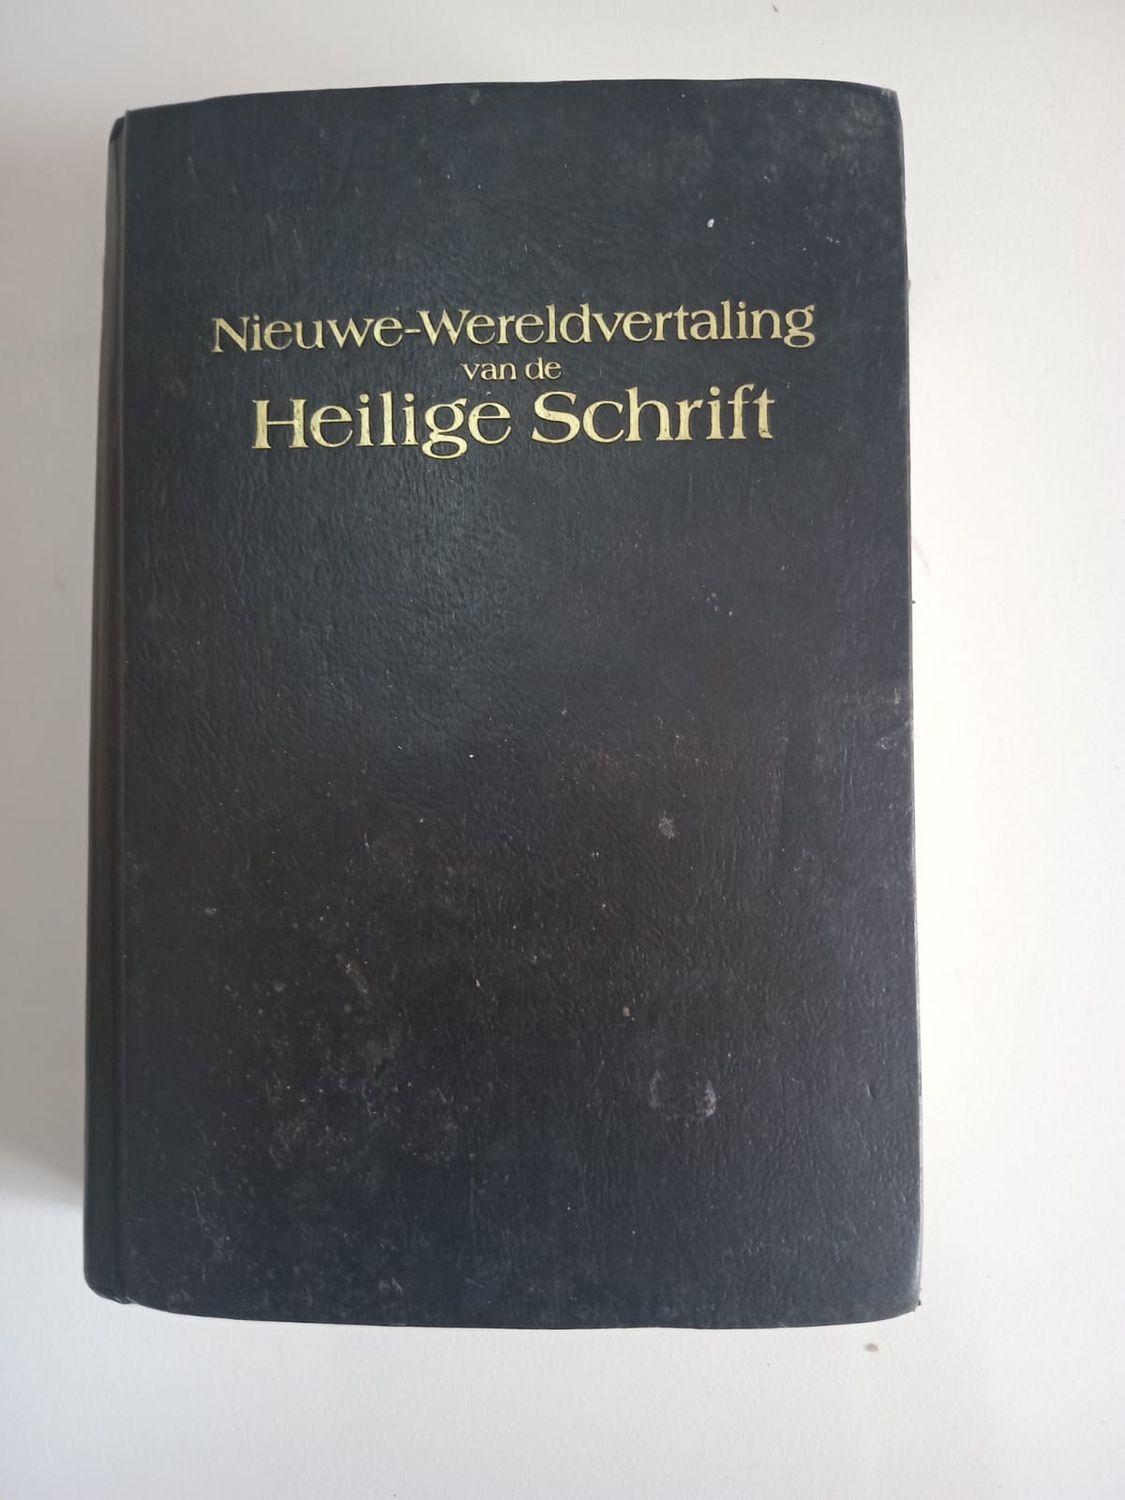 Nieuwe-Wereldvertaling
van de
Heilige Schrift